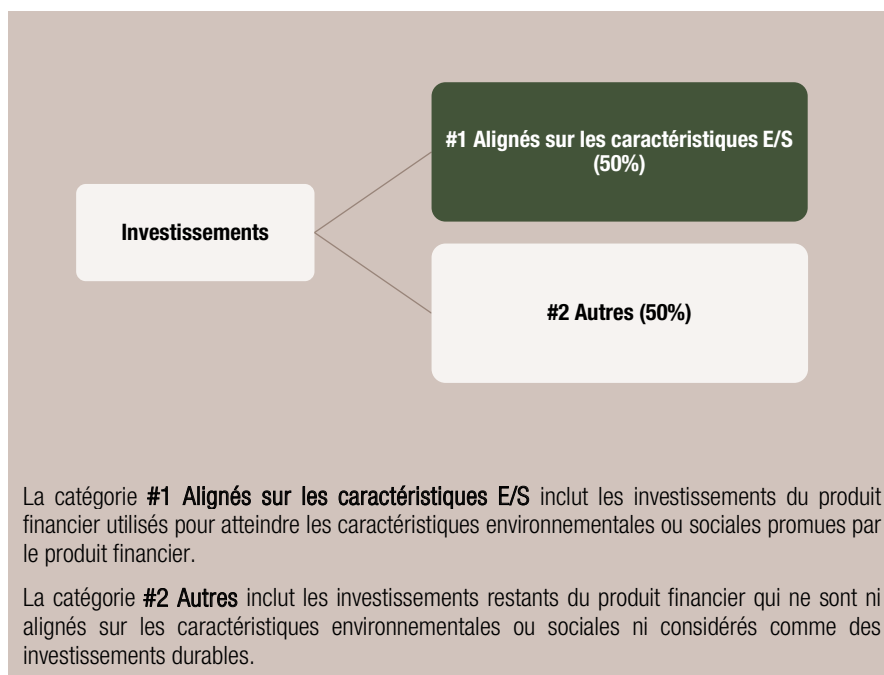 #1 Alignés sur les caractéristiques E/S
(50%)
Investissements
#2 Autres (50%)
La catégorie #1 Alignés sur les caractéristiques E/S inclut les investissements du produit
financier utilisés pour atteindre les caractéristiques environnementales ou sociales promues par
le produit financier.
La catégorie #2 Autres inclut les investissements restants du produit financier qui ne sont ni
alignés sur les caractéristiques environnementales ou sociales ni considérés comme des
investissements durables.